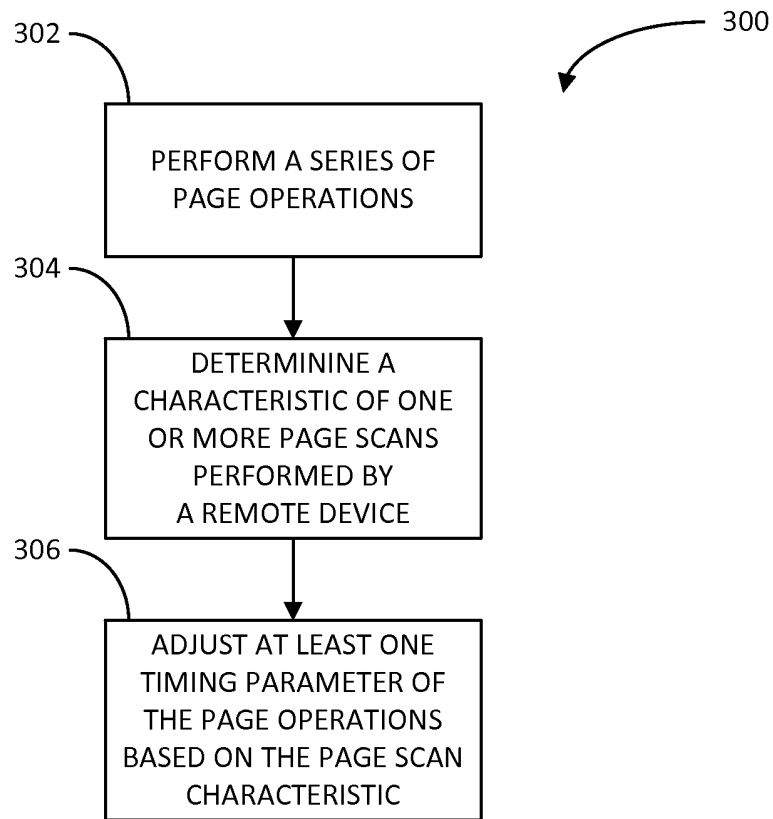 302
300
PERFORM A SERIES OF
PAGE OPERATIONS
304
DETERMININE A
CHARACTERISTIC OF ONE
OR MORE PAGE SCANS
PERFORMED BY
A REMOTE DEVICE
306
ADJUST AT LEAST ONE
TIMING PARAMETER OF
THE PAGE OPERATIONS
BASED ON THE PAGE SCAN
CHARACTERISTIC